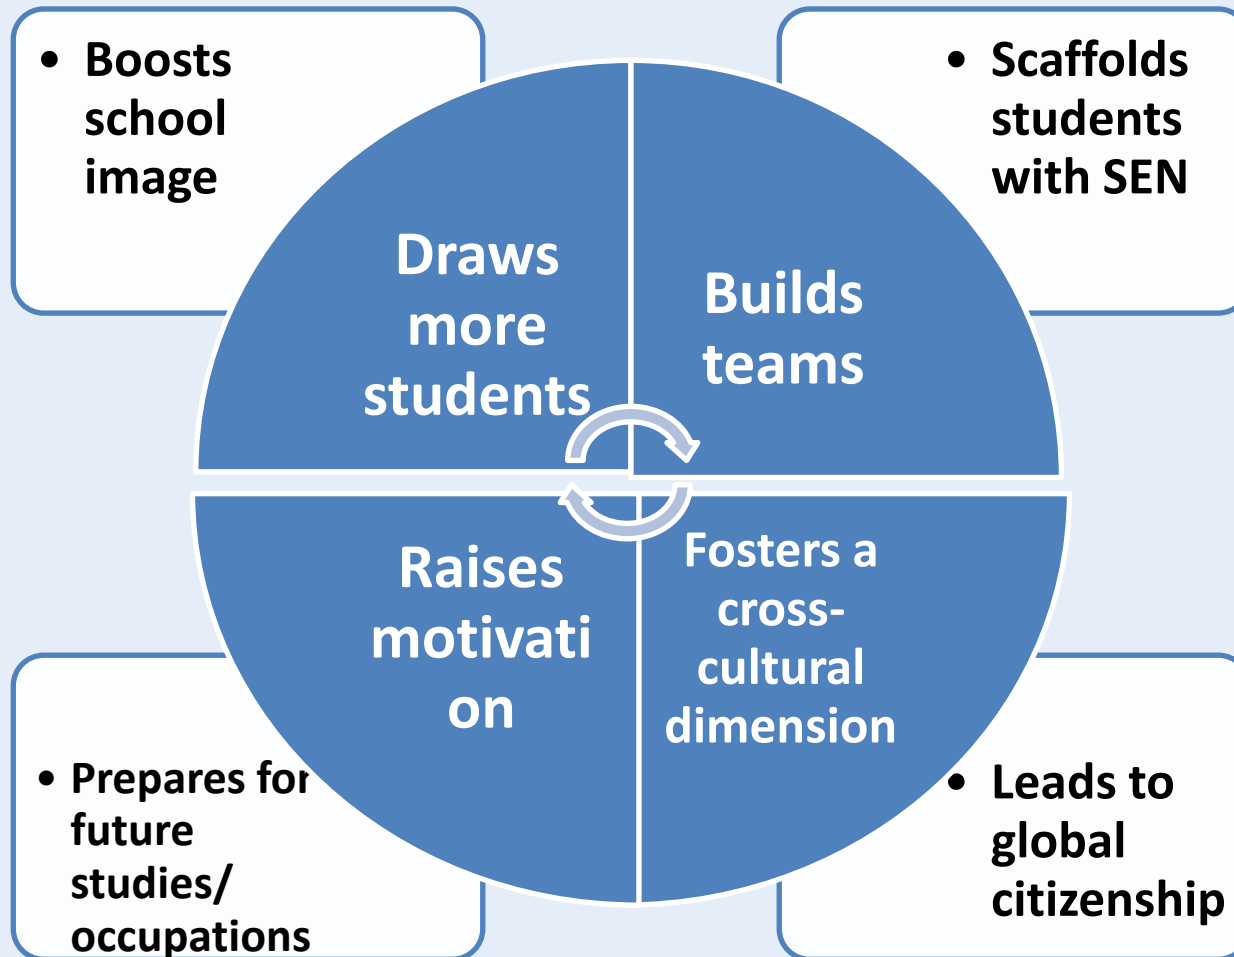 • Boosts
school
image
• Scaffolds
students
with SEN
Draws
more
students
Builds
teams
Raises
motivati
on
Fosters a
cross-
cultural
dimension
• Prepares for
future
studies/
occupations
• Leads to
global
citizenship